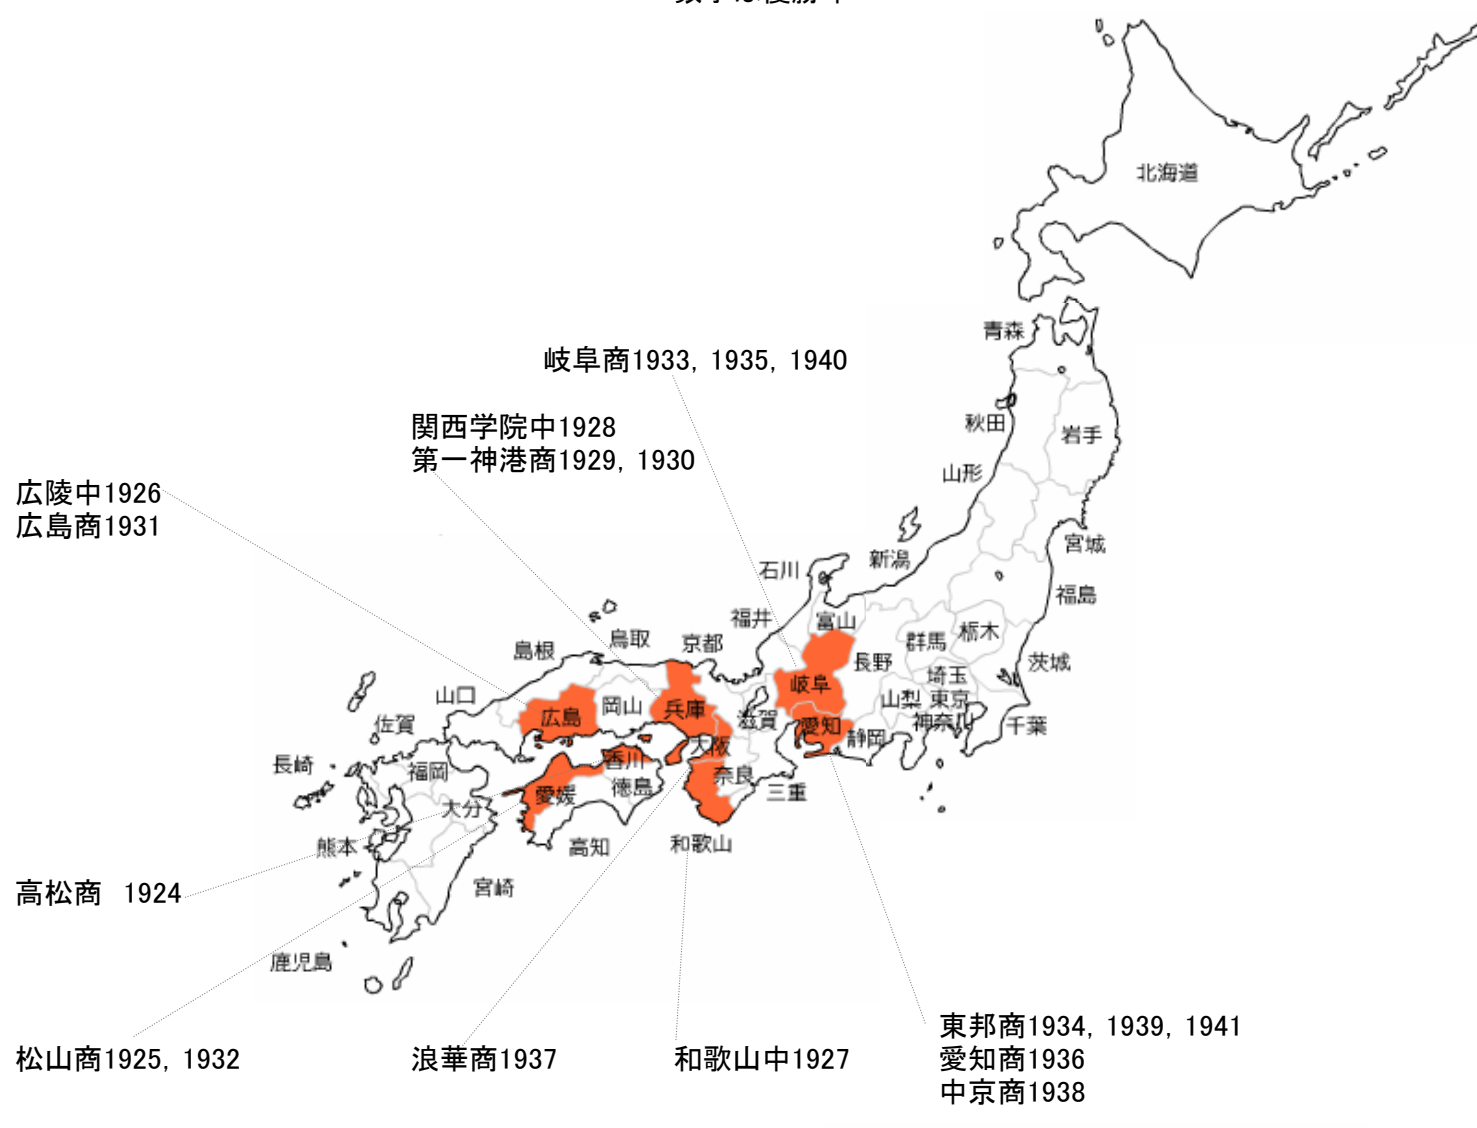 北海道
青森
岐阜商1933，1935，1940
秋田
岩手
関西学院中1928
第一神港商1929，1930
山形
広陵中1926
広島商1931
宮城
新潟
石川
福島
福井
富山
栃木
群馬
鳥取
京都
島根
長野
茨城
埼玉
岐阜
山口
山梨
東京
岡山
兵庫
広島
滋賀
愛知
神奈川
千葉
佐賀
静岡
大阪
香川
長崎
福岡
奈良
徳島
愛媛
三重
大分
熊本
高知
和歌山
宮崎
高松商　1924
鹿児島
東邦商1934，1939，1941
愛知商1936
中京商1938
松山商1925，1932
浪華商1937
和歌山中1927